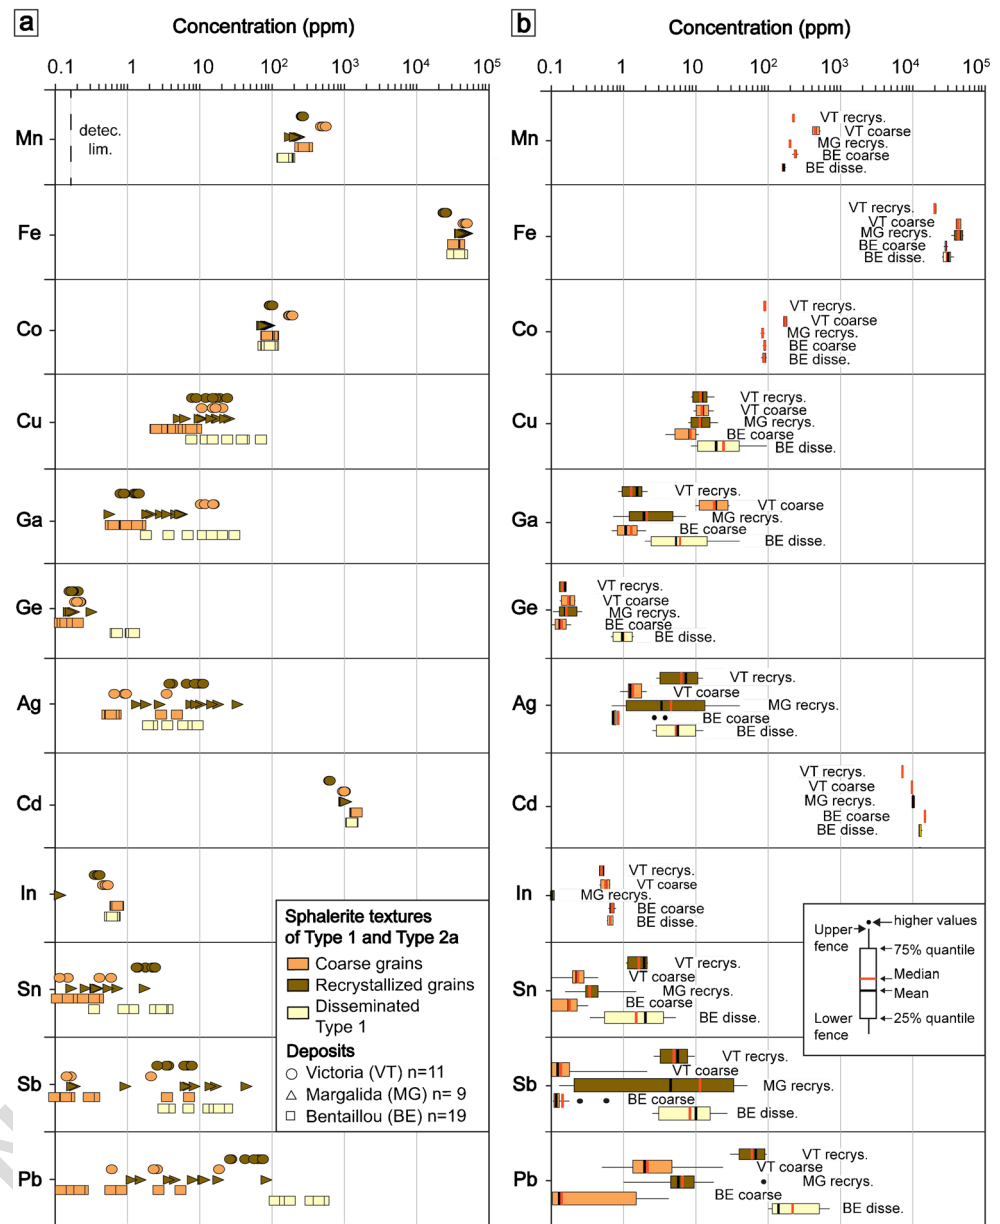 a
Concentration (ppm)
0.1 1 10 10² 10³ 10⁴ 10⁵
detec.
lim.
Mn
Fe
Co
Cu
Ga
Ge
Ag
Cd
In
Sn
Sb
Pb
Sphalerite textures
of Type 1 and Type 2a
Coarse grains
Recrystallized grains
Disseminated
Type 1
Deposits
Victoria (VT) n=11
Margalida (MG) n= 9
Bentaillou (BE) n=19
b
Concentration (ppm)
0.1 1 10 10² 10³ 10⁴ 10⁵
Mn
VT recrys.
VT coarse
MG recrys.
BE coarse
BE disse.
Fe
VT recrys.
VT coarse
MG recrys.
BE coarse
BE disse.
Co
VT recrys.
VT coarse
MG recrys.
BE coarse
BE disse.
Cu
VT recrys.
VT coarse
MG recrys.
BE coarse
BE disse.
Ga
VT recrys.
VT coarse
MG recrys.
BE coarse
BE disse.
Ge
VT recrys.
VT coarse
MG recrys.
BE coarse
BE disse.
Ag
VT recrys.
VT coarse
MG recrys.
BE coarse
BE disse.
Cd
VT recrys.
VT coarse
MG recrys.
BE coarse
BE disse.
In
VT recrys.
VT coarse
MG recrys.
BE coarse
BE disse.
Sn
VT recrys.
VT coarse
MG recrys.
BE coarse
BE disse.
Sb
VT recrys.
VT coarse
MG recrys.
BE coarse
BE disse.
Pb
VT recrys.
VT coarse
MG recrys.
BE coarse
BE disse.
higher values
Upper
fence
75% quantile
Median
Mean
Lower
fence
25% quantile